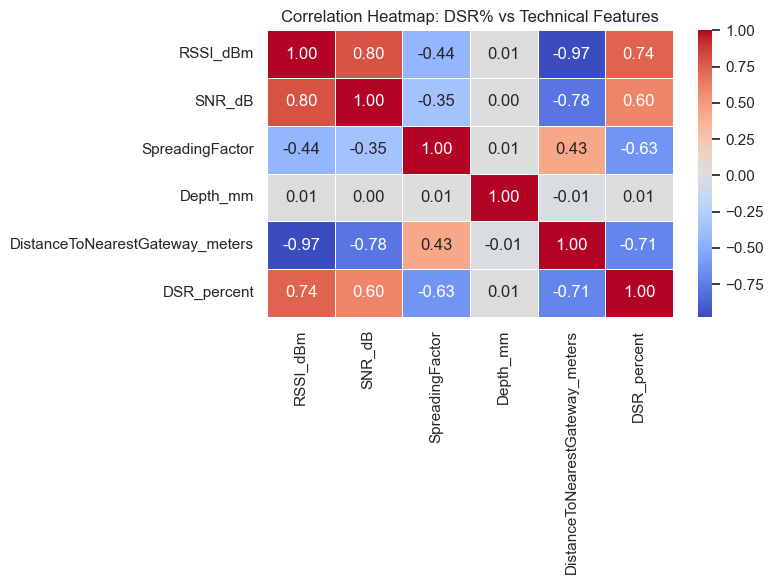 Correlation Heatmap: DSR% vs Technical Features
RSSI_dBm 1.00 0.80 -0.44 0.01 -0.97 0.74
SNR_dB 0.80 1.00 -0.35 0.00 -0.78 0.60
SpreadingFactor -0.44 -0.35 1.00 0.01 0.43 -0.63
Depth_mm 0.01 0.00 0.01 1.00 -0.01 0.01
DistanceToNearestGateway_meters -0.97 -0.78 0.43 -0.01 1.00 -0.71
DSR_percent 0.74 0.60 -0.63 0.01 -0.71 1.00
RSSI_dBm
SNR_dB
SpreadingFactor
Depth_mm
DistanceToNearestGateway_meters
DSR_percent
1.00
0.75
0.50
0.25
0.00
−0.25
−0.50
−0.75